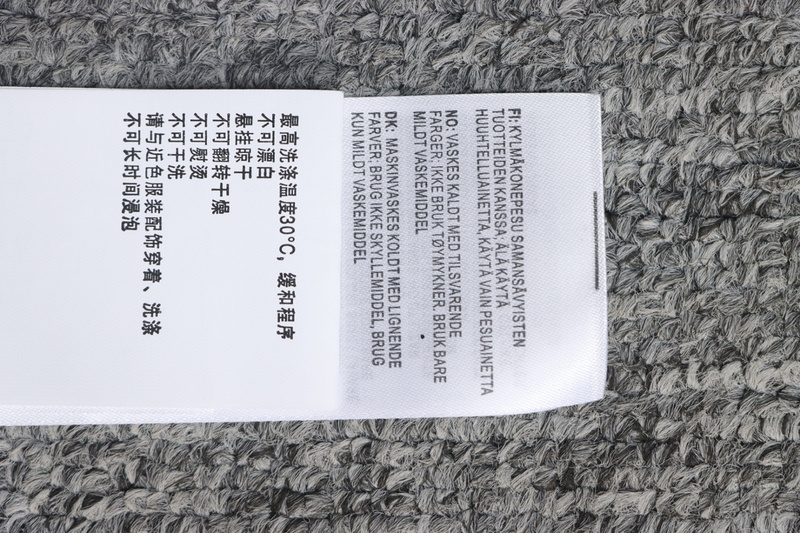 FI: KYLMÄKONEPESU SAMANSÄVYISTEN
TUOTTEIDEN KANSSA, ÄLÄ KÄYTÄ
HUUHTELUAINETTA, KÄYTÄ VAIN PESUAINETTA
NO: VASKES KALDT MED TILSVARENDE
FARGER; IKKE BRUK TØYMYKNER. BRUK BARE
MILDT VASKEMIDDEL
DK: MASKINVASKES KOLDT MED LIGNENDE
FARVER; BRUG IKKE SKYLLEMIDDEL, BRUG
KUN MILDT VASKEMIDDEL
最高洗涤温度30°C，缓和程序
不可漂白
悬挂晾干
不可翻转干燥
不可熨烫
不可干洗
请与近色服装配饰穿着、洗涤
不可长时间浸泡